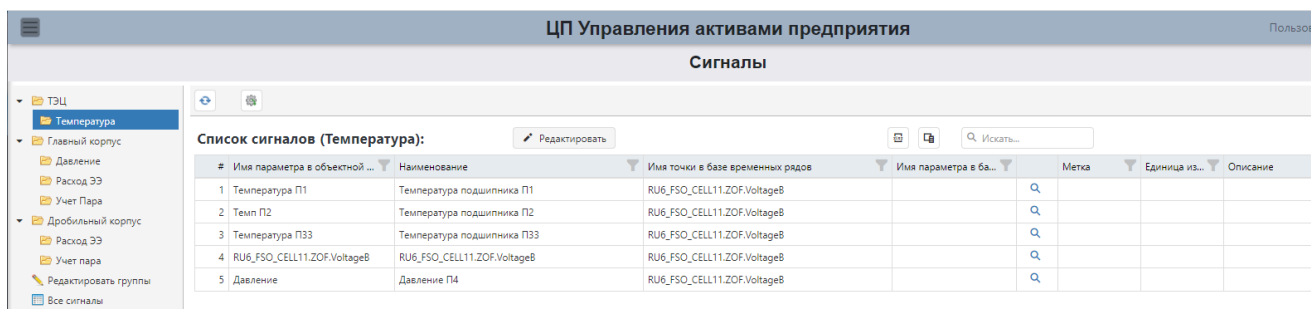 ЦП Управления активами предприятия
Пользов
Сигналы
ТЭЦ
Температура
Главный корпус
Давление
Расход ЭЭ
Учет Пара
Дробильный корпус
Расход ЭЭ
Учет пара
Редактировать группы
Все сигналы
Список сигналов (Температура):
Редактировать
Искать...
# Имя параметра в объектной ... Наименование Имя точки в базе временных рядов Имя параметра в ба... Метка Единица из... Описание
1 Температура П1 Температура подшипника П1 RU6_FSO_CELL11.ZOF.VoltageB
2 Темп П2 Температура подшипника П2 RU6_FSO_CELL11.ZOF.VoltageB
3 Температура П33 Температура подшипника П33 RU6_FSO_CELL11.ZOF.VoltageB
4 RU6_FSO_CELL11.ZOF.VoltageB RU6_FSO_CELL11.ZOF.VoltageB RU6_FSO_CELL11.ZOF.VoltageB
5 Давление Давление П4 RU6_FSO_CELL11.ZOF.VoltageB